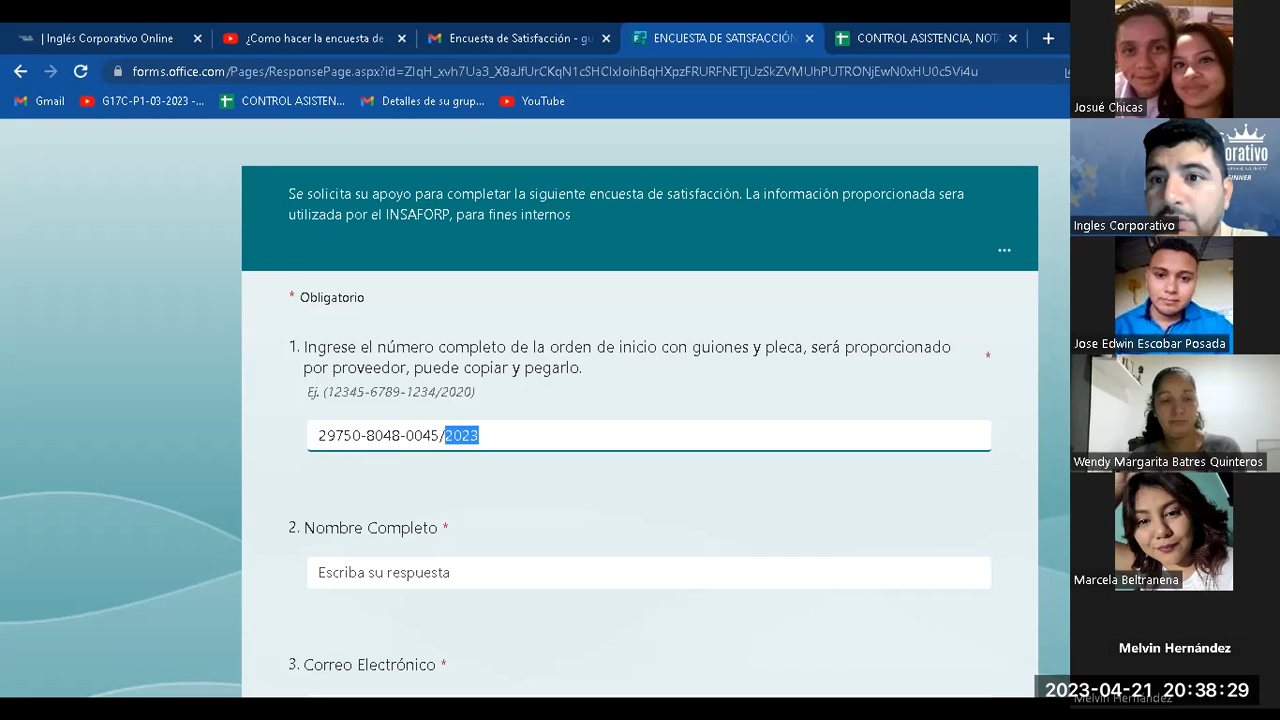 | Inglés Corporativo Online
¿Como hacer la encuesta de
Encuesta de Satisfacción - gu
ENCUESTA DE SATISFACCIÓN
CONTROL ASISTENCIA, NOTA
forms.office.com/Pages/ResponsePage.aspx?id=ZIqH_xvh7Ua3_X8aJfUrCKqN1cSHCIxIoihBqHXpzFRURFNETjUzSkZVMUhPUTRONjEwN0xHU0c5Vi4u
Gmail
G17C-P1-03-2023 -...
CONTROL ASISTEN...
Detalles de su grup...
YouTube
Se solicita su apoyo para completar la siguiente encuesta de satisfacción. La información proporcionada sera
utilizada por el INSAFORP, para fines internos
...
* Obligatorio
1. Ingrese el número completo de la orden de inicio con guiones y pleca, será proporcionado *
por proveedor, puede copiar y pegarlo.
Ej. (12345-6789-1234/2020)
29750-8048-0045/2023
2. Nombre Completo *
Escriba su respuesta
3. Correo Electrónico *
Josué Chicas
orativo
Ingles Corporativo
Jose Edwin Escobar Posada
Wendy Margarita Batres Quinteros
Marcela Beltranena
Melvin Hernández
2023-04-21 20:38:29
Melvin Hernández